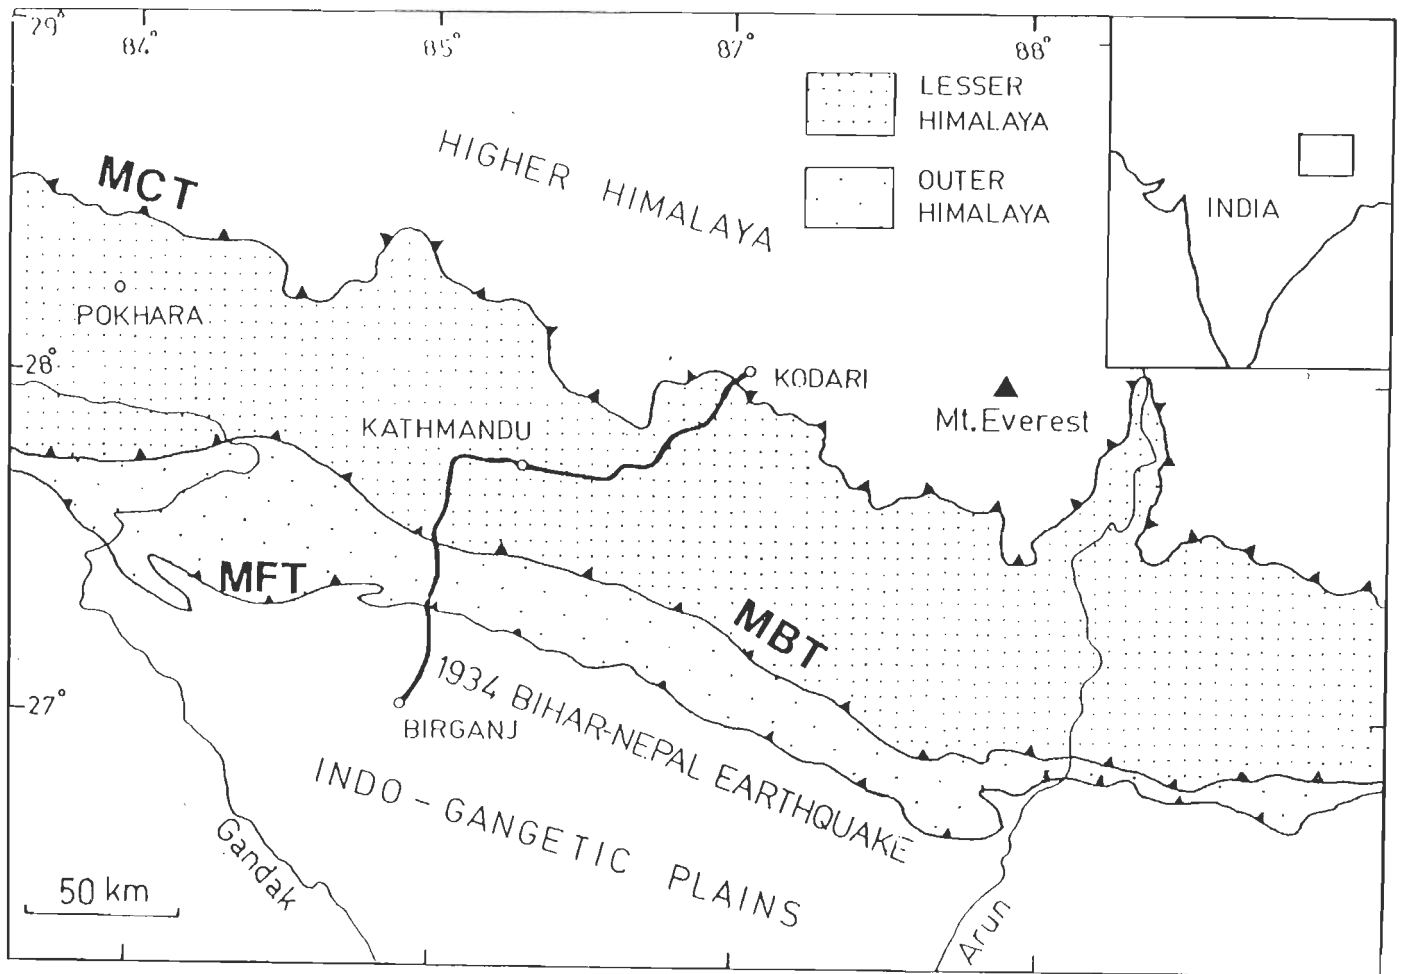 29°
84°
85°
87°
88°
LESSER
HIMALAYA
OUTER
HIMALAYA
INDIA
HIGHER HIMALAYA
MCT
POKHARA
28°
KODARI
Mt. Everest
KATHMANDU
MFT
MBT
27°
BIRGANJ
1934 BIHAR-NEPAL EARTHQUAKE
INDO - GANGETIC PLAINS
Gandak
Arun
50 km